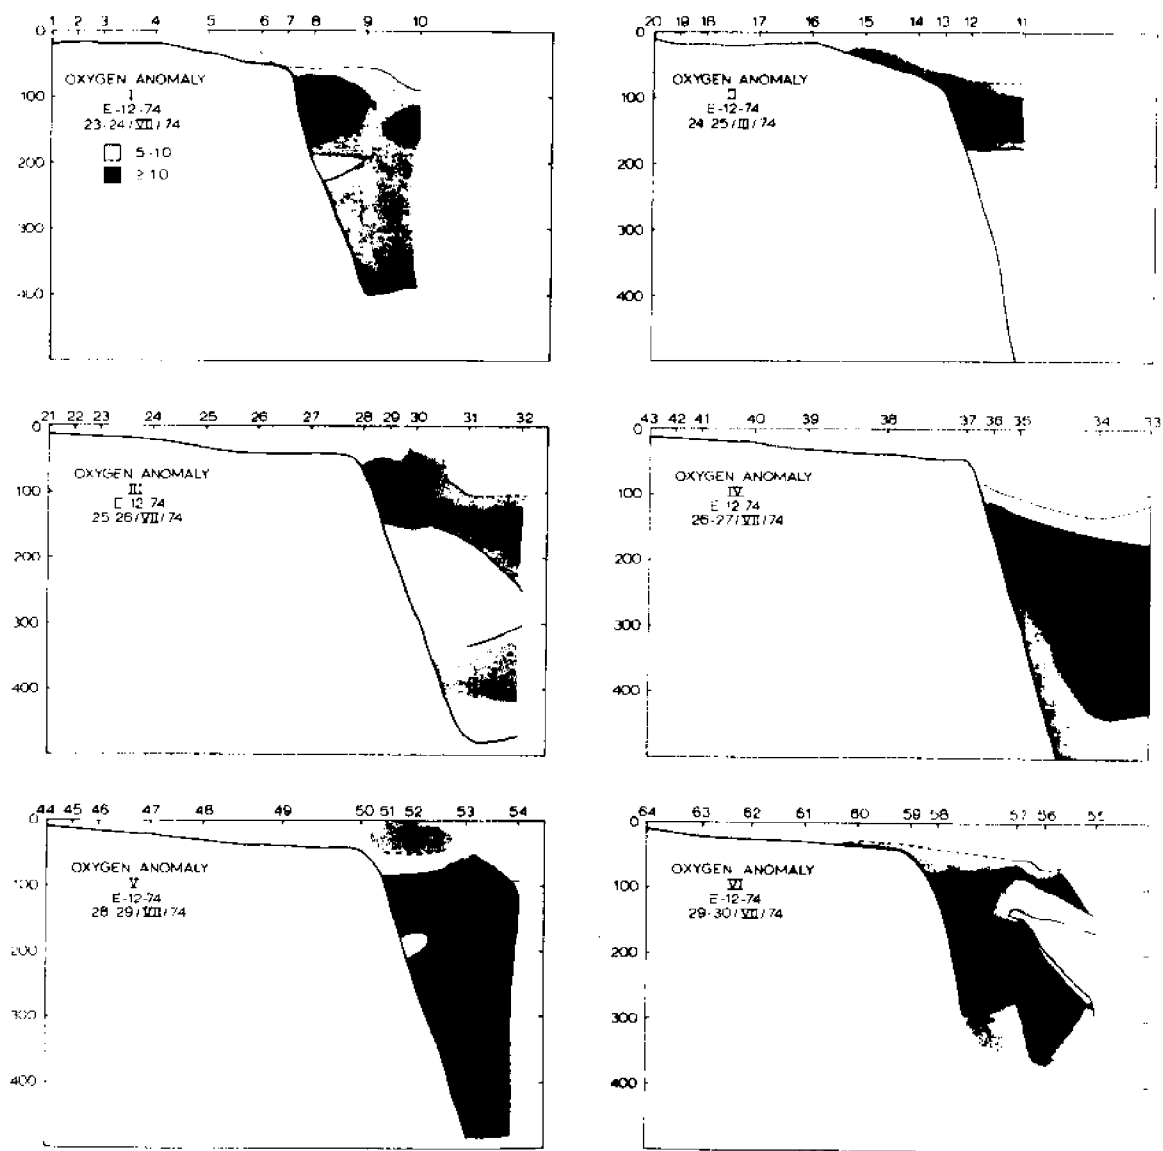 1 2 3 4 5 6 7 8 9 10
0
100
200
300
400
OXYGEN ANOMALY
I
E-12-74
23-24/VII/74
5-10
≥10
20 19 18 17 16 15 14 13 12 11
0
100
200
300
400
OXYGEN ANOMALY
II
E-12-74
24-25/III/74
21 22 23 24 25 26 27 28 29 30 31 32
0
100
200
300
400
OXYGEN ANOMALY
III
E-12-74
25-26/VII/74
43 42 41 40 39 38 37 36 35 34 33
0
100
200
300
400
OXYGEN ANOMALY
IV
E-12-74
26-27/VII/74
44 45 46 47 48 49 50 51 52 53 54
0
100
200
300
400
OXYGEN ANOMALY
V
E-12-74
28-29/VII/74
64 63 62 61 60 59 58 57 56 55
0
100
200
300
400
OXYGEN ANOMALY
VI
E-12-74
29-30/VII/74